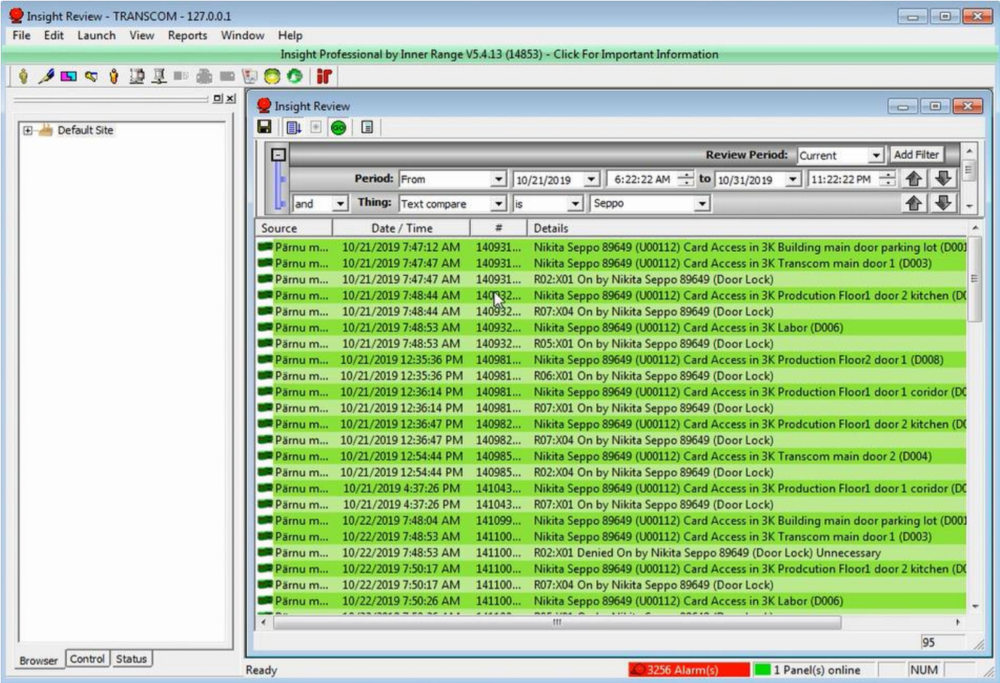 Insight Review - TRANSCOM - 127.0.0.1
File Edit Launch View Reports Window Help
Insight Professional by Inner Range V5.4.13 (14853) - Click For Important Information
Default Site
Insight Review
GO
Review Period: Current Add Filter
Period: From 10/21/2019 6:22:22 AM to 10/31/2019 11:22:22 PM
and Thing: Text compare is Seppo
Source Date / Time # Details
Pärnu m... 10/21/2019 7:47:12 AM 140931... Nikita Seppo 89649 (U00112) Card Access in 3K Building main door parking lot (D001
Pärnu m... 10/21/2019 7:47:47 AM 140931... Nikita Seppo 89649 (U00112) Card Access in 3K Transcom main door 1 (D003)
Pärnu m... 10/21/2019 7:47:47 AM 140931... R02:X01 On by Nikita Seppo 89649 (Door Lock)
Pärnu m... 10/21/2019 7:48:44 AM 140932... Nikita Seppo 89649 (U00112) Card Access in 3K Prodcution Floor1 door 2 kitchen (D0
Pärnu m... 10/21/2019 7:48:44 AM 140932... R07:X04 On by Nikita Seppo 89649 (Door Lock)
Pärnu m... 10/21/2019 7:48:53 AM 140932... Nikita Seppo 89649 (U00112) Card Access in 3K Labor (D006)
Pärnu m... 10/21/2019 7:48:53 AM 140932... R05:X01 On by Nikita Seppo 89649 (Door Lock)
Pärnu m... 10/21/2019 12:35:36 PM 140981... Nikita Seppo 89649 (U00112) Card Access in 3K Production Floor2 door 1 (D008)
Pärnu m... 10/21/2019 12:35:36 PM 140981... R06:X01 On by Nikita Seppo 89649 (Door Lock)
Pärnu m... 10/21/2019 12:36:14 PM 140981... Nikita Seppo 89649 (U00112) Card Access in 3K Production Floor1 door 1 coridor (D0
Pärnu m... 10/21/2019 12:36:14 PM 140981... R07:X01 On by Nikita Seppo 89649 (Door Lock)
Pärnu m... 10/21/2019 12:36:47 PM 140982... Nikita Seppo 89649 (U00112) Card Access in 3K Prodcution Floor1 door 2 kitchen (D0
Pärnu m... 10/21/2019 12:36:47 PM 140982... R07:X04 On by Nikita Seppo 89649 (Door Lock)
Pärnu m... 10/21/2019 12:54:44 PM 140985... Nikita Seppo 89649 (U00112) Card Access in 3K Transcom main door 2 (D004)
Pärnu m... 10/21/2019 12:54:44 PM 140985... R02:X04 On by Nikita Seppo 89649 (Door Lock)
Pärnu m... 10/21/2019 4:37:26 PM 141043... Nikita Seppo 89649 (U00112) Card Access in 3K Production Floor1 door 1 coridor (D0
Pärnu m... 10/21/2019 4:37:26 PM 141043... R07:X01 On by Nikita Seppo 89649 (Door Lock)
Pärnu m... 10/22/2019 7:48:04 AM 141099... Nikita Seppo 89649 (U00112) Card Access in 3K Building main door parking lot (D001
Pärnu m... 10/22/2019 7:48:53 AM 141100... Nikita Seppo 89649 (U00112) Card Access in 3K Transcom main door 1 (D003)
Pärnu m... 10/22/2019 7:48:53 AM 141100... R02:X01 Denied On by Nikita Seppo 89649 (Door Lock) Unnecessary
Pärnu m... 10/22/2019 7:50:17 AM 141100... Nikita Seppo 89649 (U00112) Card Access in 3K Prodcution Floor1 door 2 kitchen (D0
Pärnu m... 10/22/2019 7:50:17 AM 141100... R07:X04 On by Nikita Seppo 89649 (Door Lock)
Pärnu m... 10/22/2019 7:50:26 AM 141100... Nikita Seppo 89649 (U00112) Card Access in 3K Labor (D006)
95
Browser Control Status
Ready 3256 Alarm(s) 1 Panel(s) online NUM